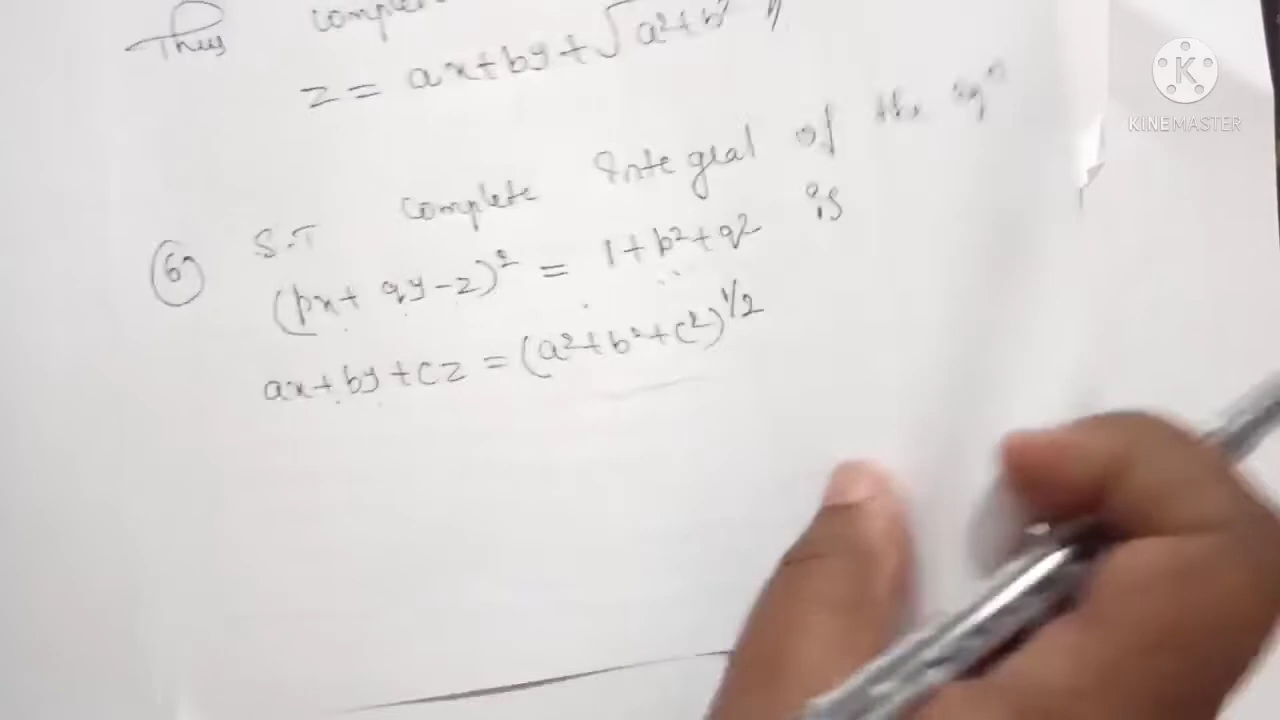 Thus complete
z = ax+by+√a²+b² //
K
KINEMASTER
⑥ S.T complete Integral of the eqⁿ
(px+qy-z)² = 1+p²+q² is
ax+by+cz = (a²+b²+c²)^1/2